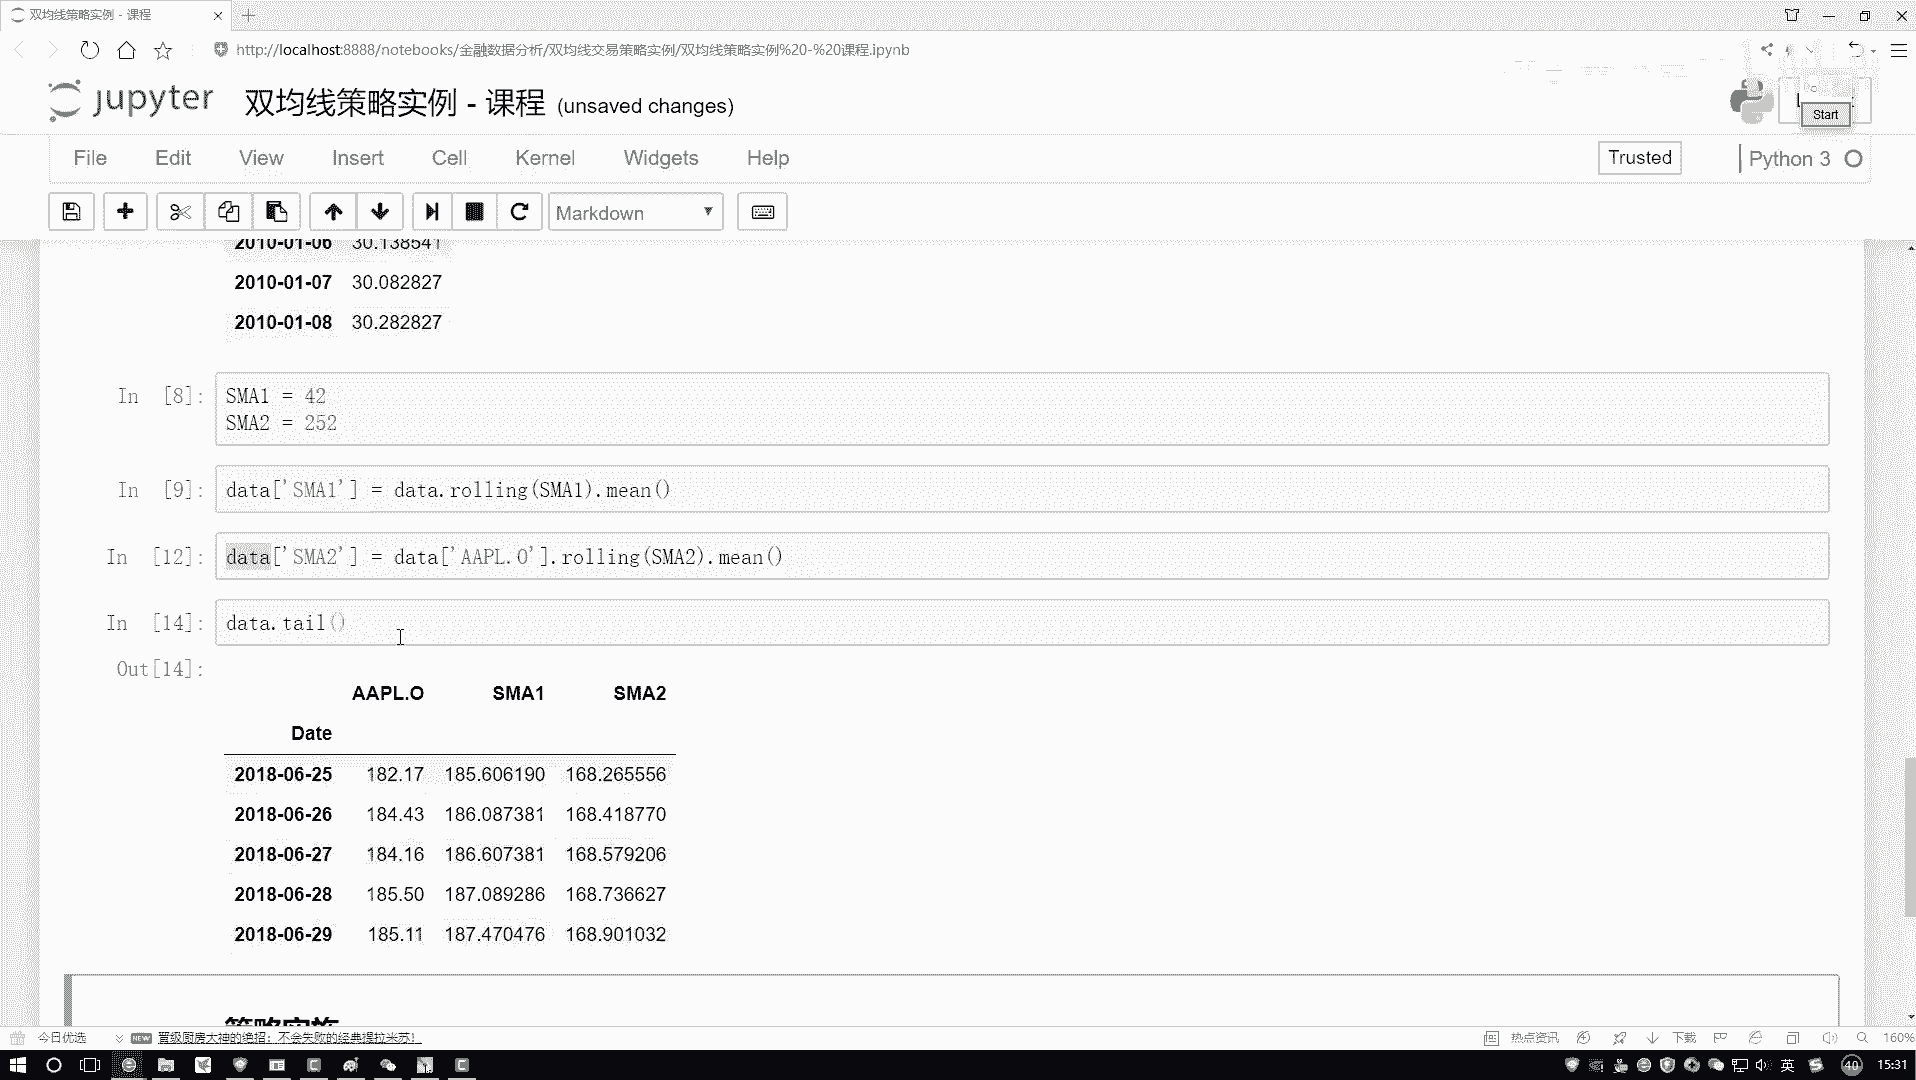 双均线策略实例 - 课程
http://localhost:8888/notebooks/金融数据分析/双均线交易策略实例/双均线策略实例%20-%20课程.ipynb
jupyter 双均线策略实例 - 课程 (unsaved changes)
Start
File Edit View Insert Cell Kernel Widgets Help
Trusted Python 3
Markdown
2010-01-06 30.138541
2010-01-07 30.082827
2010-01-08 30.282827
In [8]: SMA1 = 42
SMA2 = 252
In [9]: data['SMA1'] = data.rolling(SMA1).mean()
In [12]: data['SMA2'] = data['AAPL.O'].rolling(SMA2).mean()
In [14]: data.tail()
Out[14]:
AAPL.O SMA1 SMA2
Date
2018-06-25 182.17 185.606190 168.265556
2018-06-26 184.43 186.087381 168.418770
2018-06-27 184.16 186.607381 168.579206
2018-06-28 185.50 187.089286 168.736627
2018-06-29 185.11 187.470476 168.901032
今日优选 NEW 晋级厨房大神的绝招：不会失败的经典提拉米苏！ 热点资讯 下载 160%
英 40 15:31